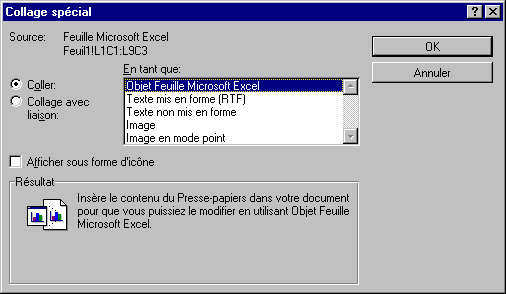 Collage spécial
Source: Feuille Microsoft Excel
Feuil1!L1C1:L9C3
OK
Annuler
En tant que:
Coller:
Collage avec
liaison:
Objet Feuille Microsoft Excel
Texte mis en forme (RTF)
Texte non mis en forme
Image
Image en mode point
Afficher sous forme d'icône
Résultat
Insère le contenu du Presse-papiers dans votre document
pour que vous puissiez le modifier en utilisant Objet Feuille
Microsoft Excel.